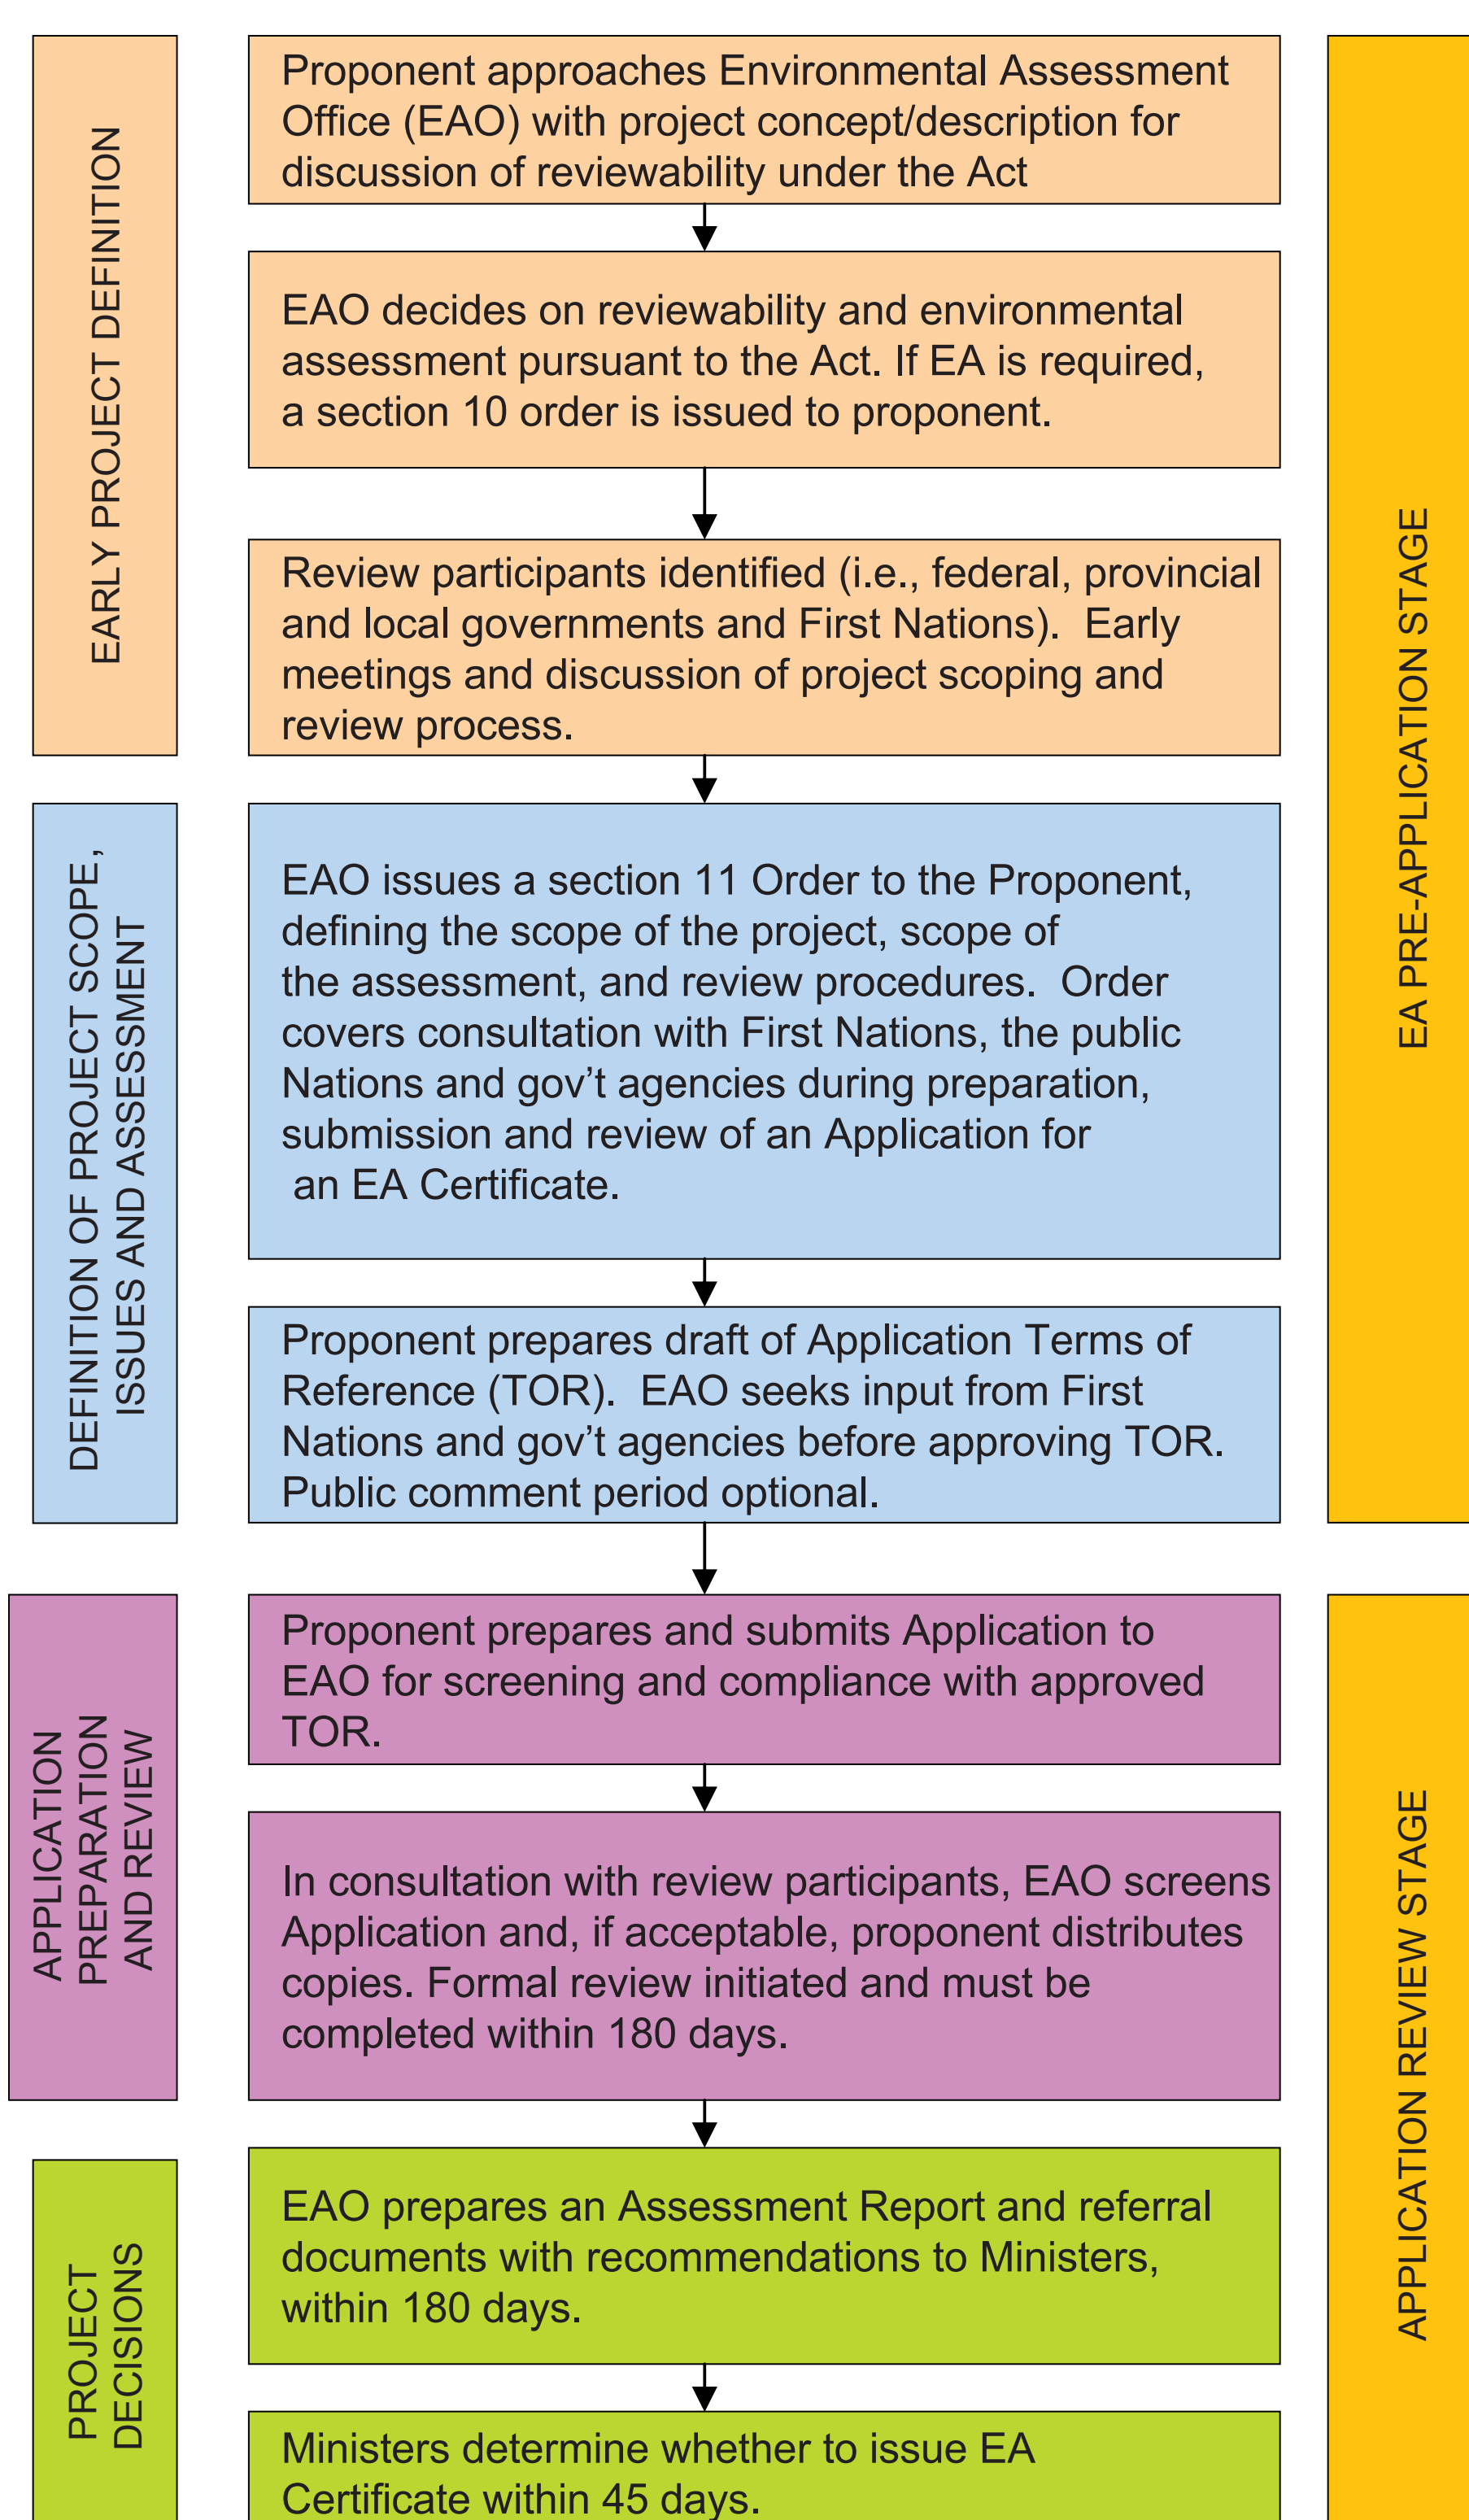 EARLY PROJECT DEFINITION
Proponent approaches Environmental Assessment
Office (EAO) with project concept/description for
discussion of reviewability under the Act
EAO decides on reviewability and environmental
assessment pursuant to the Act. If EA is required,
a section 10 order is issued to proponent.
Review participants identified (i.e., federal, provincial
and local governments and First Nations).  Early
meetings and discussion of project scoping and
review process.
EA PRE-APPLICATION STAGE
DEFINITION OF PROJECT SCOPE,
ISSUES AND ASSESSMENT
EAO issues a section 11 Order to the Proponent,
defining the scope of the project, scope of
the assessment, and review procedures.  Order
covers consultation with First Nations, the public
Nations and gov’t agencies during preparation,
submission and review of an Application for
an EA Certificate.
Proponent prepares draft of Application Terms of
Reference (TOR).  EAO seeks input from First
Nations and gov’t agencies before approving TOR.
Public comment period optional.
APPLICATION
PREPARATION
AND REVIEW
Proponent prepares and submits Application to
EAO for screening and compliance with approved
TOR.
In consultation with review participants, EAO screens
Application and, if acceptable, proponent distributes
copies. Formal review initiated and must be
completed within 180 days.
APPLICATION REVIEW STAGE
PROJECT
DECISIONS
EAO prepares an Assessment Report and referral
documents with recommendations to Ministers,
within 180 days.
Ministers determine whether to issue EA
Certificate within 45 days.